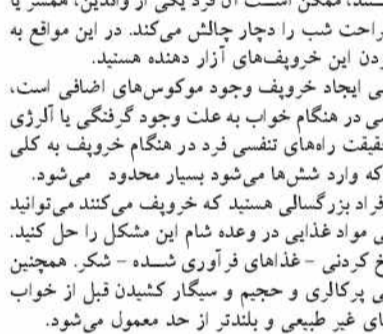 ستند، ممکن است آن فرد یکی از والدین، همسر یا
راحت شب را دچار چالش می‌کند. در این مواقع به
ردن این خروپف‌های آزار دهنده هستید.
ی ایجاد خروپف وجود موکوس‌های اضافی است،
سی در هنگام خواب به علت وجود گرفتگی یا آلرژی
قیقت راه‌های تنفسی فرد در هنگام خروپف به کلی
که وارد شش‌ها می‌شود بسیار محدود می‌شود.
فراد بزرگسالی هستید که خروپف می‌کنند می‌توانید
ی مواد غذایی در وعده شام این مشکل را حل کنید.
خ کردنی - غذاهای فرآوری شده - شکر. همچنین
ی پرکالری و حجیم و سیگار کشیدن قبل از خواب
ای غیر طبیعی و بلندتر از حد معمول می‌شود.